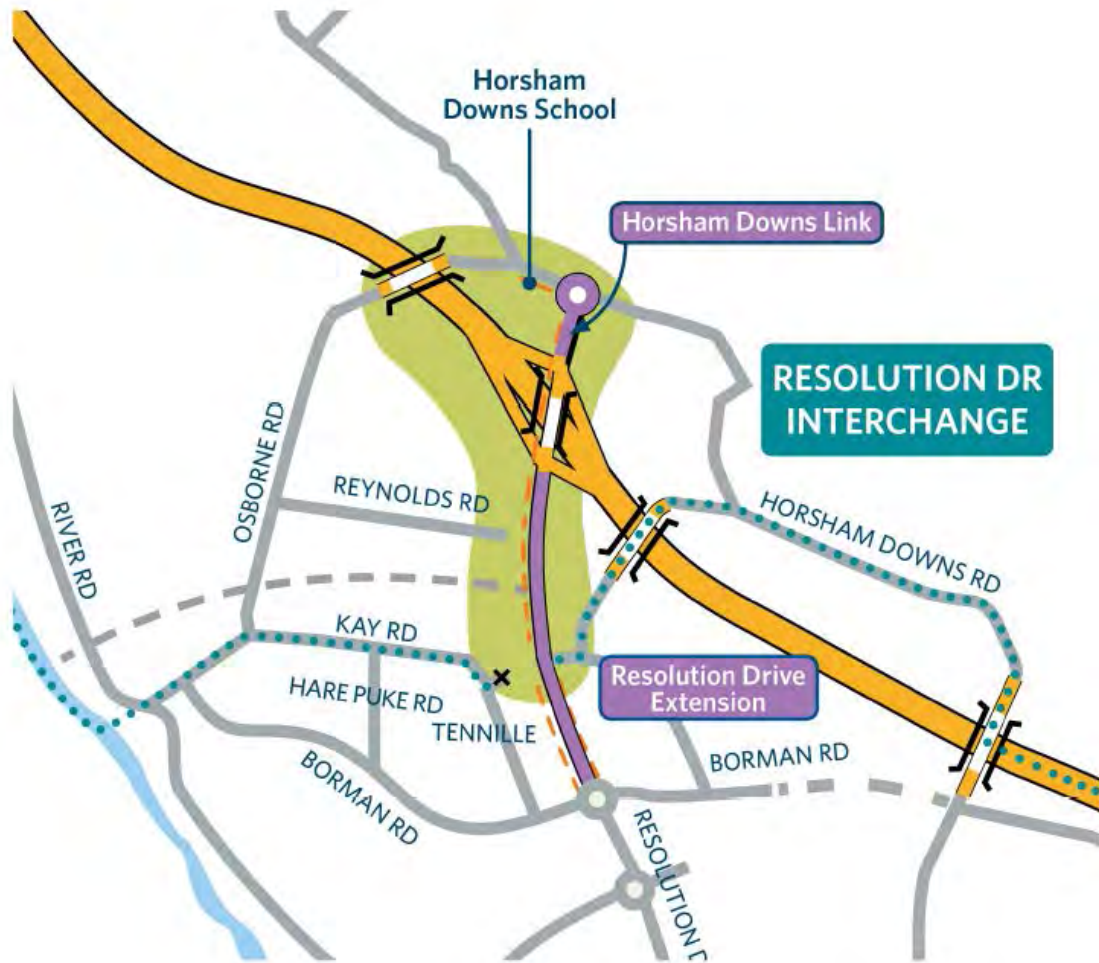 Horsham
Downs School
Horsham Downs Link
RESOLUTION DR
INTERCHANGE
OSBORNE RD
REYNOLDS RD
RIVER RD
HORSHAM DOWNS RD
KAY RD
HARE PUKE RD
Resolution Drive
Extension
TENNILLE
BORMAN RD
BORMAN RD
RESOLUTION D